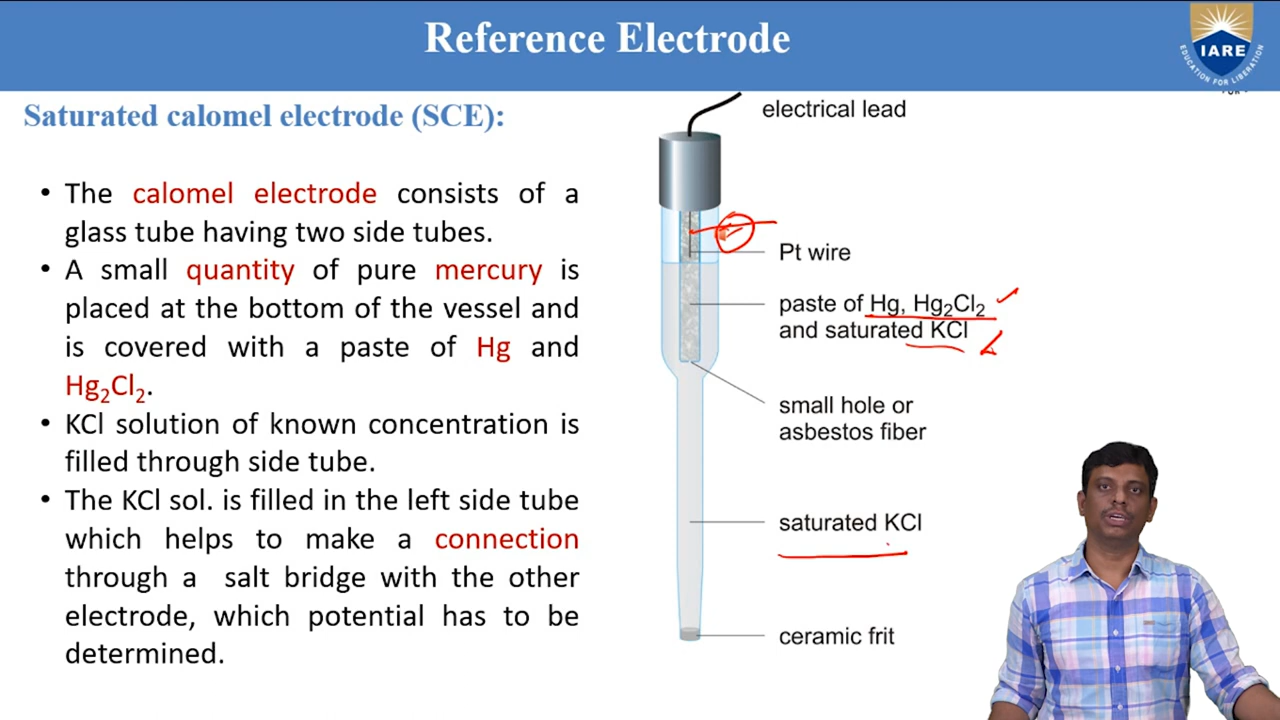 Reference Electrode
IARE
EDUCATION FOR LIBERATION
Saturated calomel electrode (SCE):
• The calomel electrode consists of a
glass tube having two side tubes.
• A small quantity of pure mercury is
placed at the bottom of the vessel and
is covered with a paste of Hg and
Hg₂Cl₂.
• KCl solution of known concentration is
filled through side tube.
• The KCl sol. is filled in the left side tube
which helps to make a connection
through a salt bridge with the other
electrode, which potential has to be
determined.
electrical lead
Pt wire
paste of Hg, Hg₂Cl₂
and saturated KCl
small hole or
asbestos fiber
saturated KCl
ceramic frit